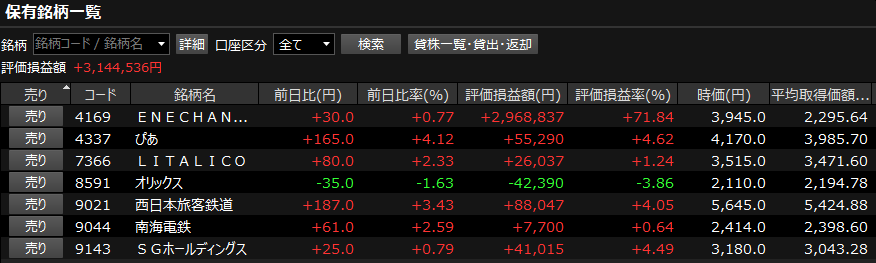 保有銘柄一覧
銘柄 銘柄コード / 銘柄名 詳細 口座区分 全て 検索 貸株一覧・貸出・返却
評価損益額 +3,144,536円
売り コード 銘柄名 前日比(円) 前日比率(%) 評価損益額(円) 評価損益率(%) 時価(円) 平均取得価額...
売り 4169 ＥＮＥＣＨＡＮ... +30.0 +0.77 +2,968,837 +71.84 3,945.0 2,295.64
売り 4337 ぴあ +165.0 +4.12 +55,290 +4.62 4,170.0 3,985.70
売り 7366 ＬＩＴＡＬＩＣＯ +80.0 +2.33 +26,037 +1.24 3,515.0 3,471.60
売り 8591 オリックス -35.0 -1.63 -42,390 -3.86 2,110.0 2,194.78
売り 9021 西日本旅客鉄道 +187.0 +3.43 +88,047 +4.05 5,645.0 5,424.88
売り 9044 南海電鉄 +61.0 +2.59 +7,700 +0.64 2,414.0 2,398.60
売り 9143 ＳＧホールディングス +25.0 +0.79 +41,015 +4.49 3,180.0 3,043.28